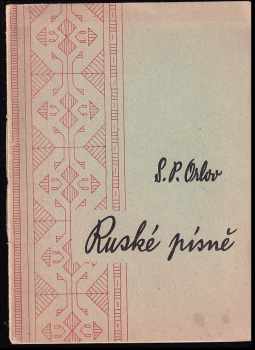 S. P. Orlov
Ruské písně